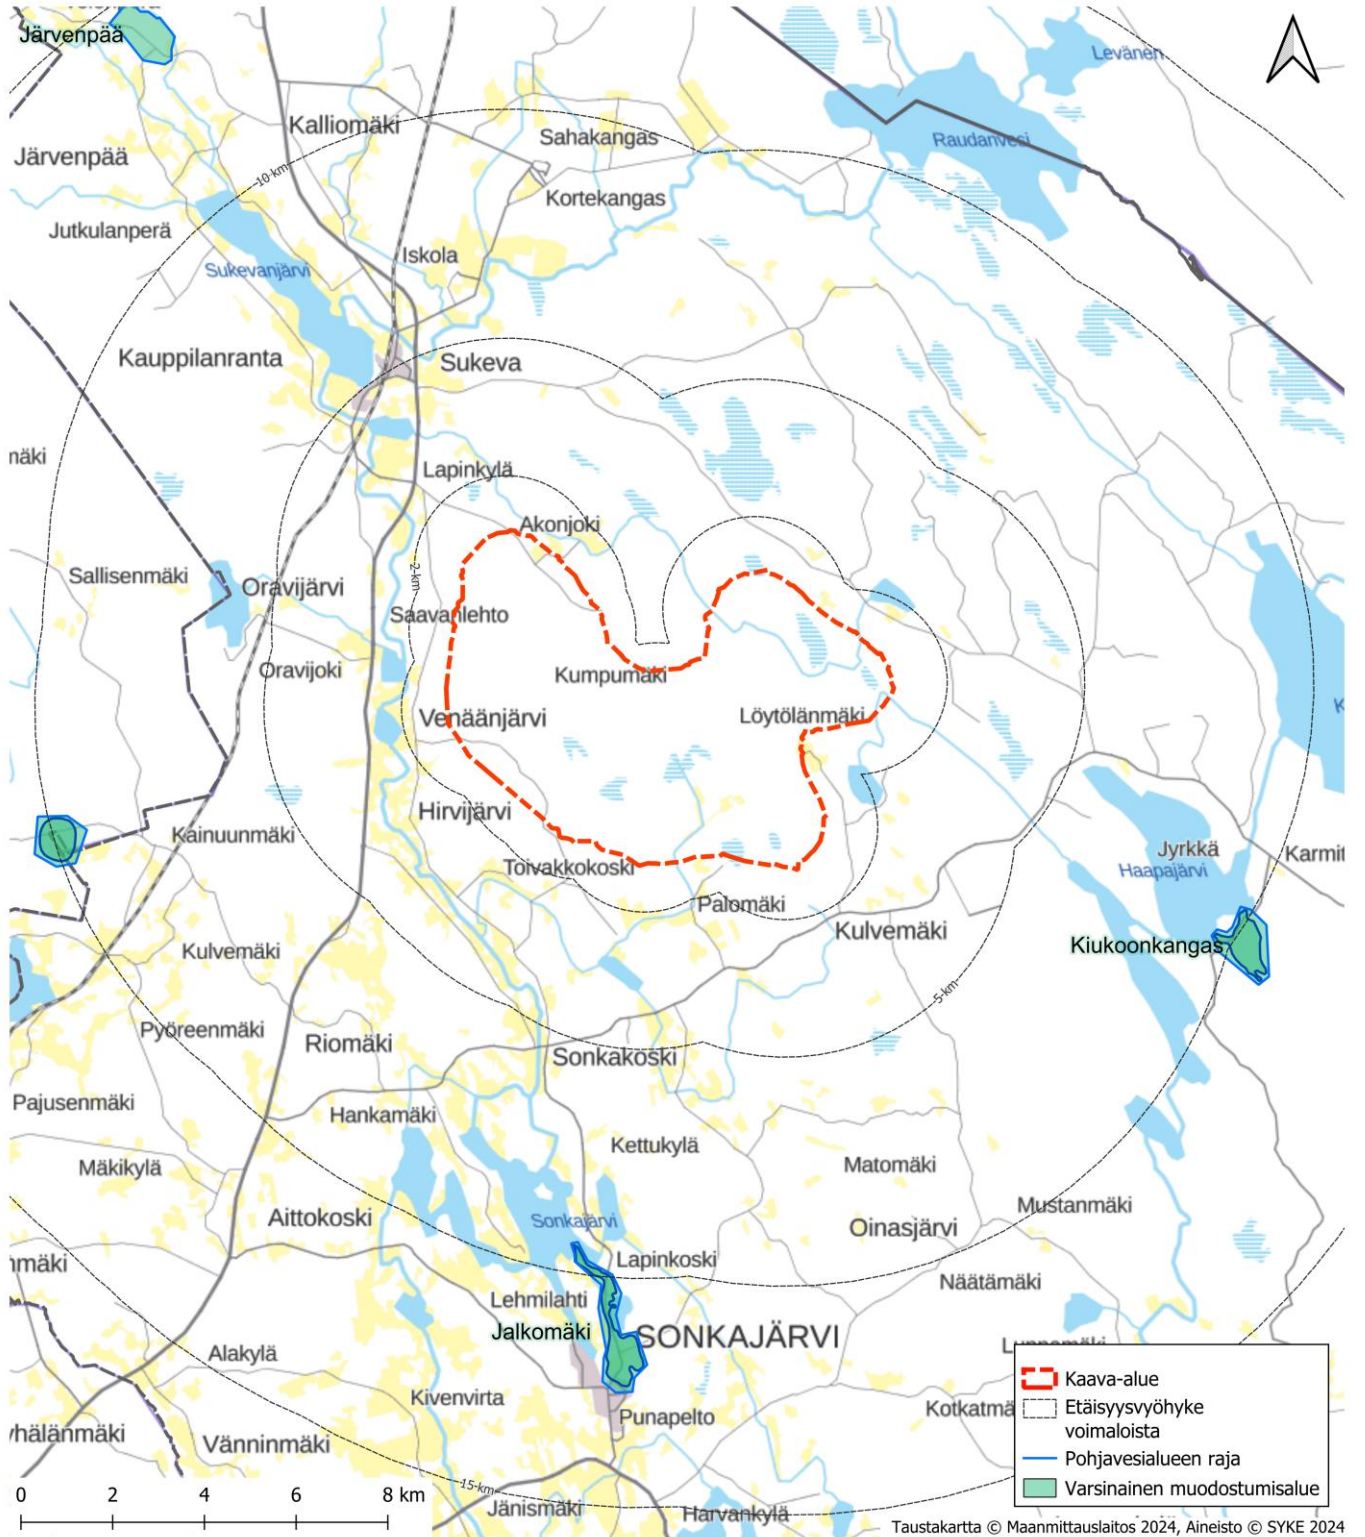 Järvenpää
Levänen
Kalliomäki
Sahakangas
Raudanvesi
Järvenpää
10 km
Kortekangas
Jutkulanperä
Iskola
Sukevanjärvi
Kauppilanranta
Sukeva
mäki
Lapinkylä
Akonjoki
Sallisenmäki
2 km
Oravijärvi
Saavanlehto
Oravijoki
Kumpumäki
K
Venäänjärvi
Löytölänmäki
Hirvijärvi
Kainuunmäki
Jyrkkä
Karmit
Toivakkokoski
Haapajärvi
Palomäki
Kulvemäki
Kiukoonkangas
Kulvemäki
5 km
Pyöreenmäki
Riomäki
Sonkakoski
Pajusenmäki
Hankamäki
Kettukylä
Mäkikylä
Matomäki
Mustanmäki
Aittokoski
Sonkajärvi
Oinasjärvi
Lapinkoski
Näätämäki
Lehmilahti
Jalkomäki
SONKAJÄRVI
Alakylä
Kaava-alue
Kivenvirta
Etäisyysvyöhyke
voimaloista
Kotkatmä
Punapelto
Vänninmäki
Pohjavesialueen raja
Varsinainen muodostumisalue
15 km
0 2 4 6 8 km
Jänismäki
Harvankylä
Taustakartta © Maanmittauslaitos 2024, Aineisto © SYKE 2024